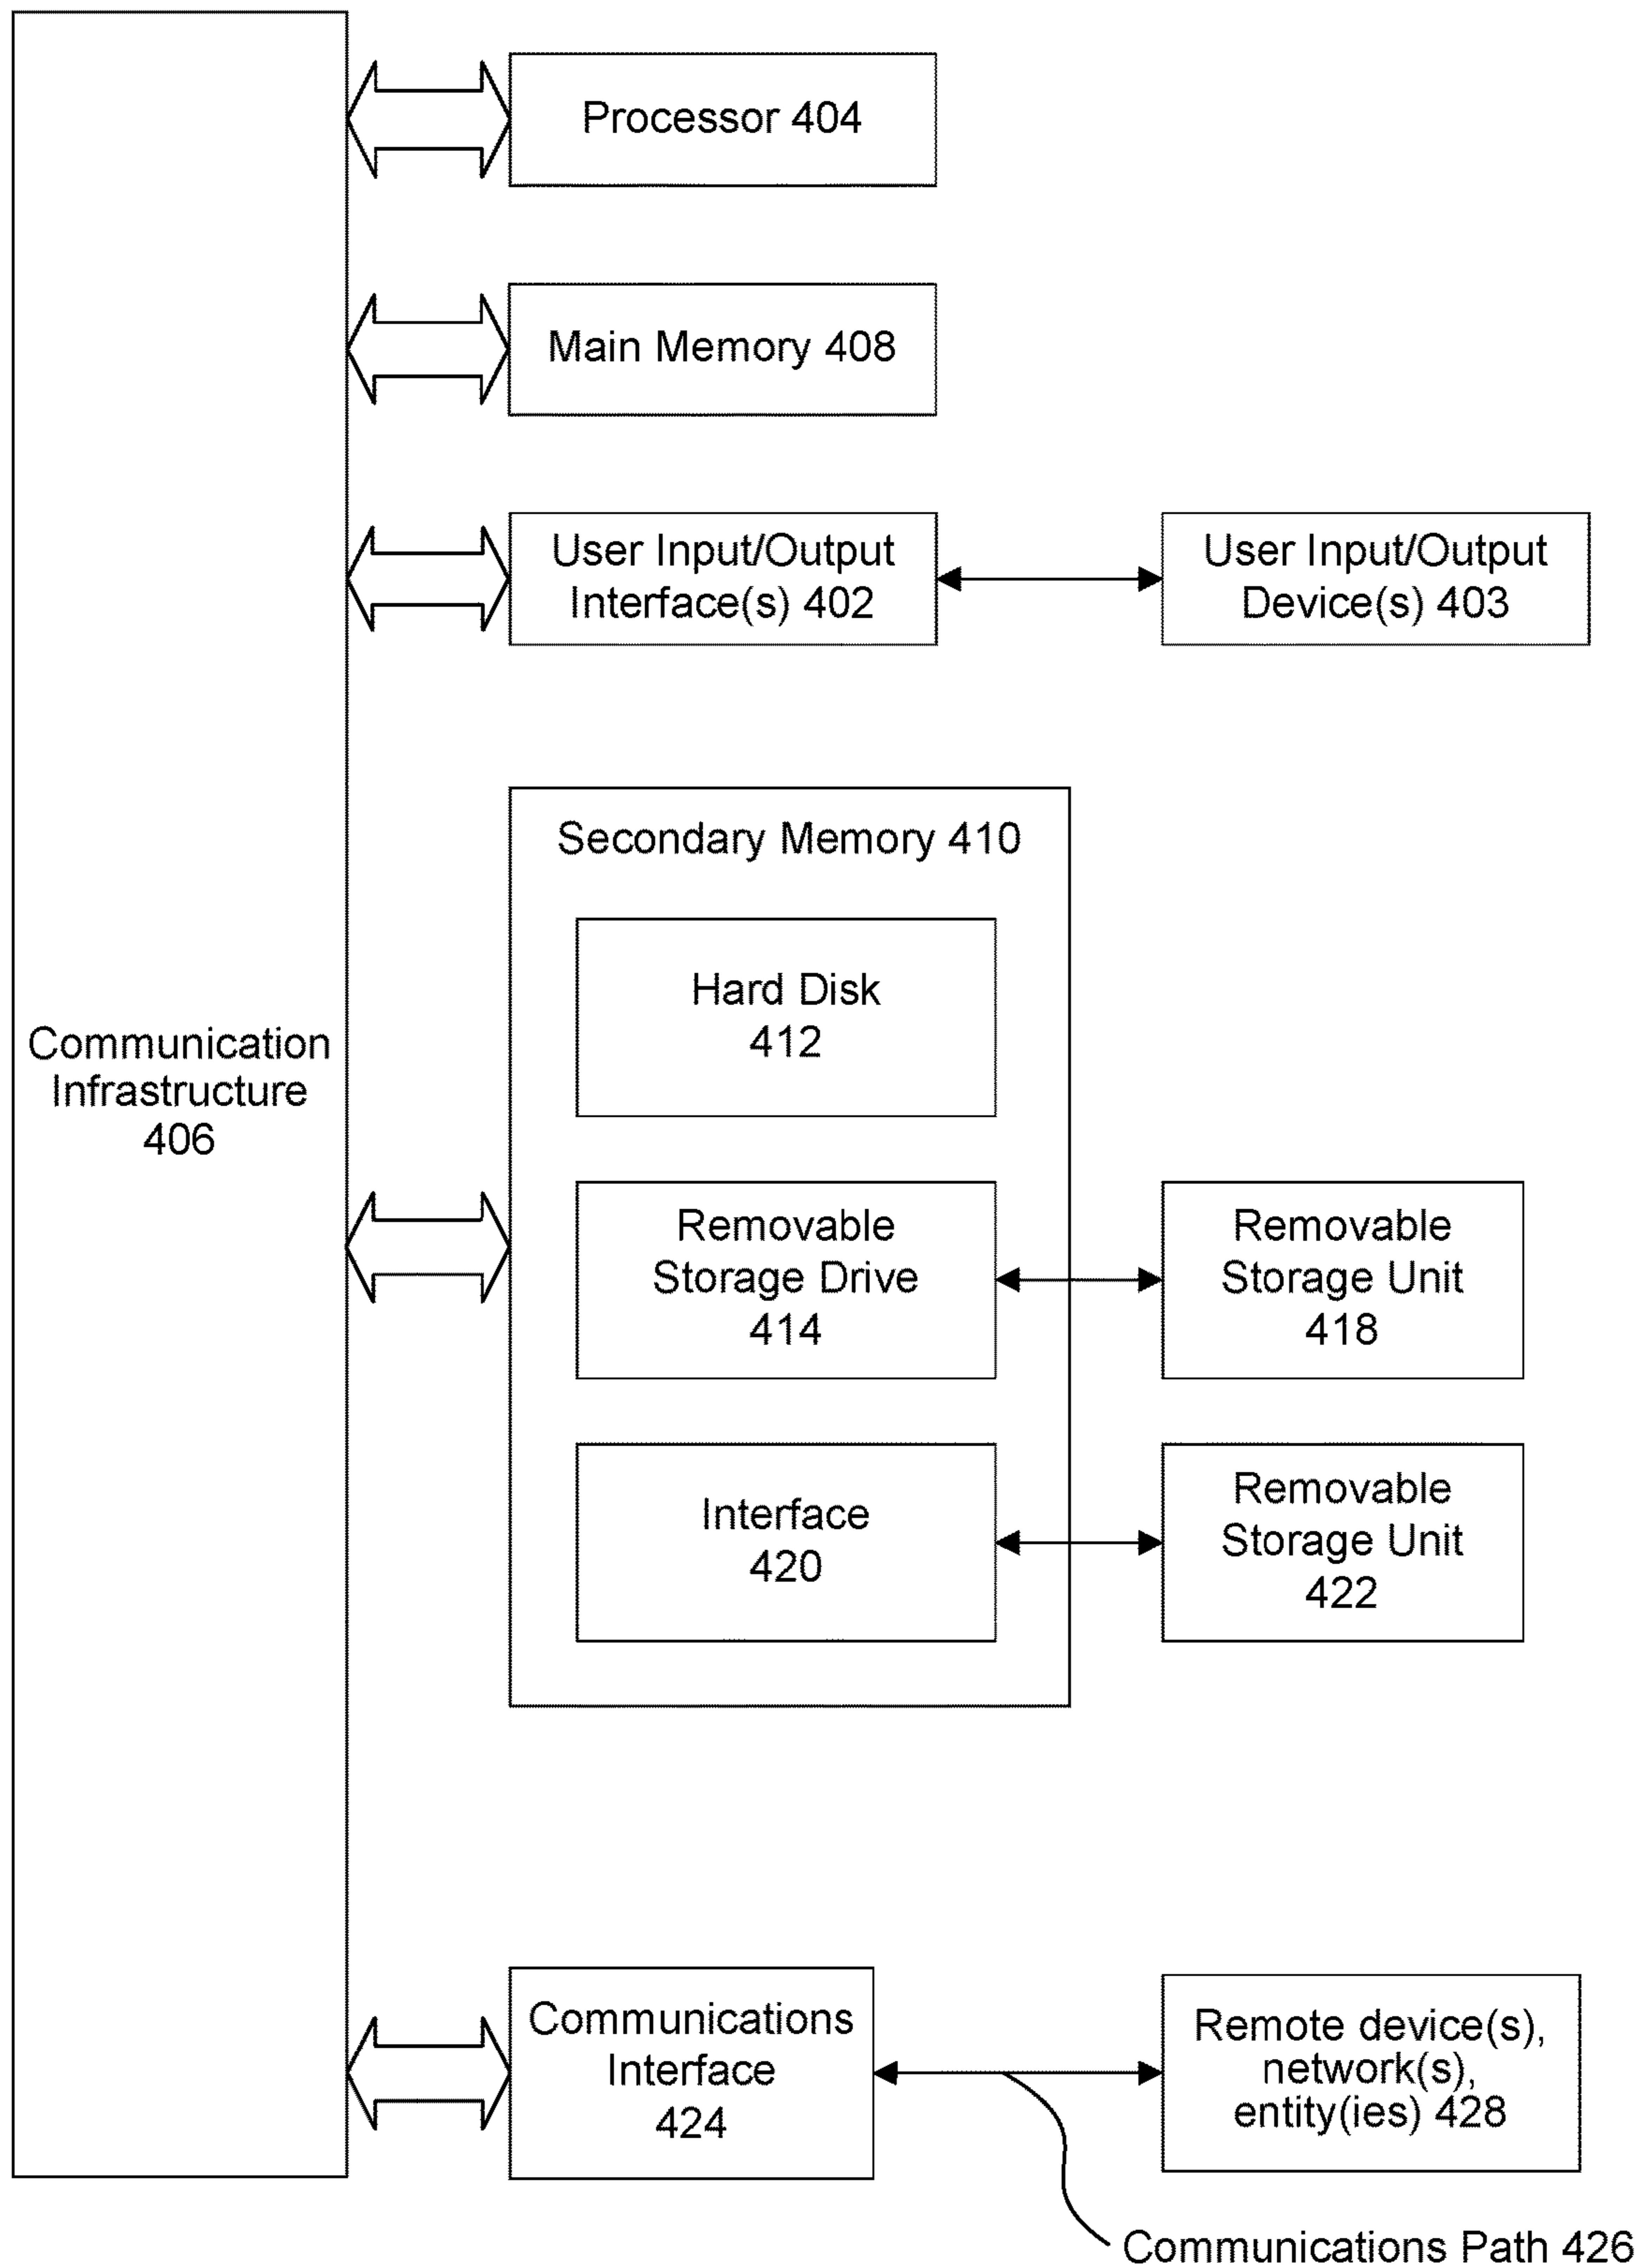 Processor 404
Main Memory 408
User Input/Output
Interface(s) 402
User Input/Output
Device(s) 403
Secondary Memory 410
Hard Disk
412
Communication
Infrastructure
406
Removable
Storage Drive
414
Removable
Storage Unit
418
Interface
420
Removable
Storage Unit
422
Communications
Interface
424
Remote device(s),
network(s),
entity(ies) 428
Communications Path 426